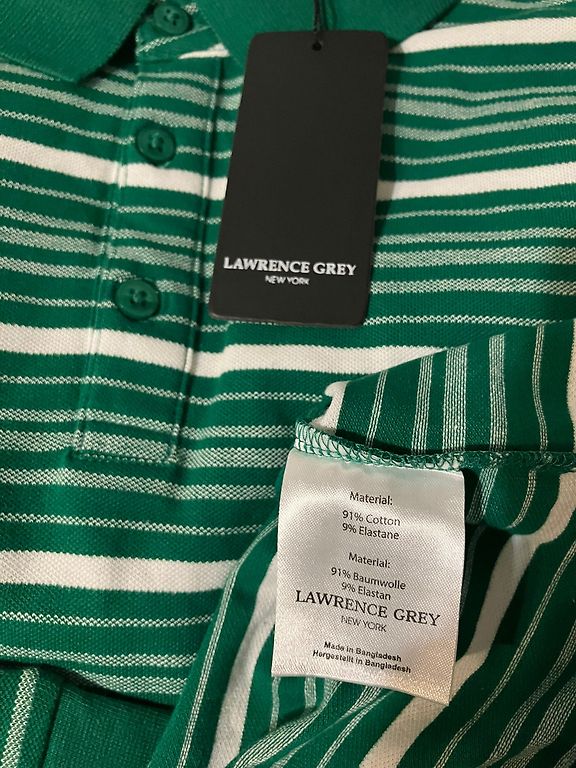 LAWRENCE GREY
NEW YORK
Material:
91% Cotton
9% Elastane
Material:
91% Baumwolle
9% Elastan
LAWRENCE GREY
NEW YORK
Made in Bangladesh
Hergestellt in Bangladesh